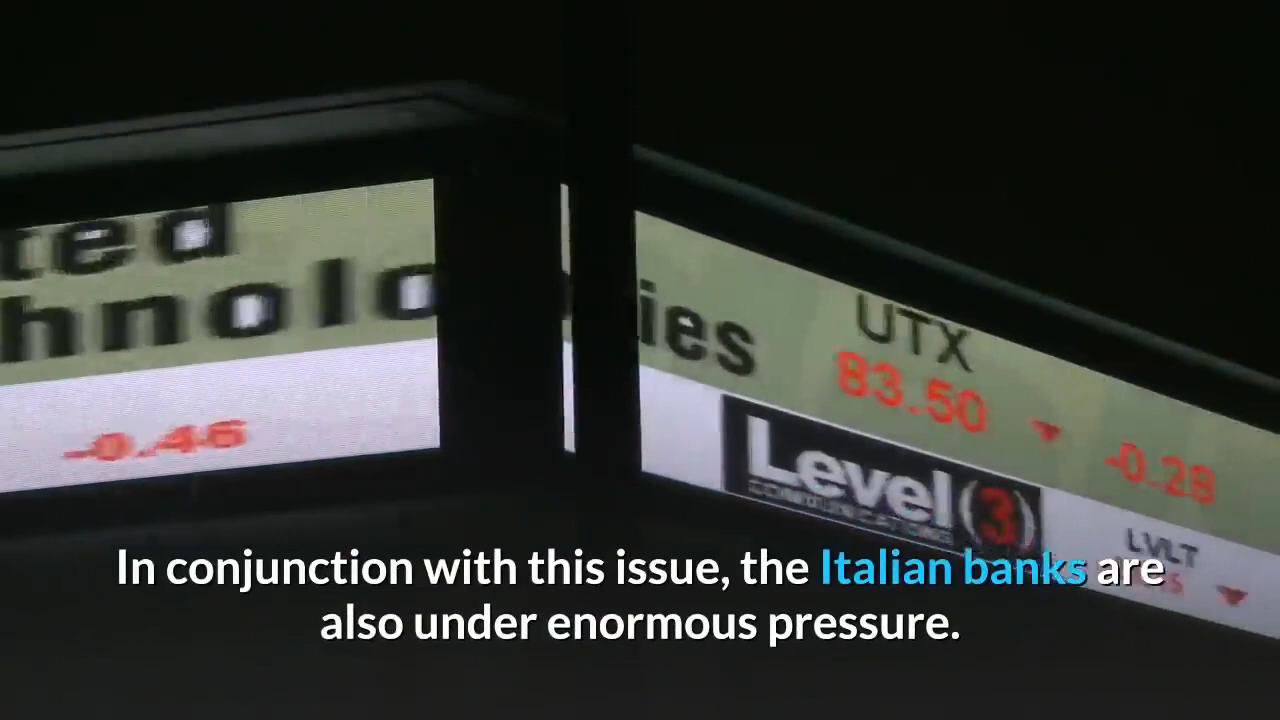 ted
hnolo
ies
UTX
83.50
-0.28
-0.46
Level(3)
COMMUNICATIONS
LVLT
In conjunction with this issue, the Italian banks are
also under enormous pressure.